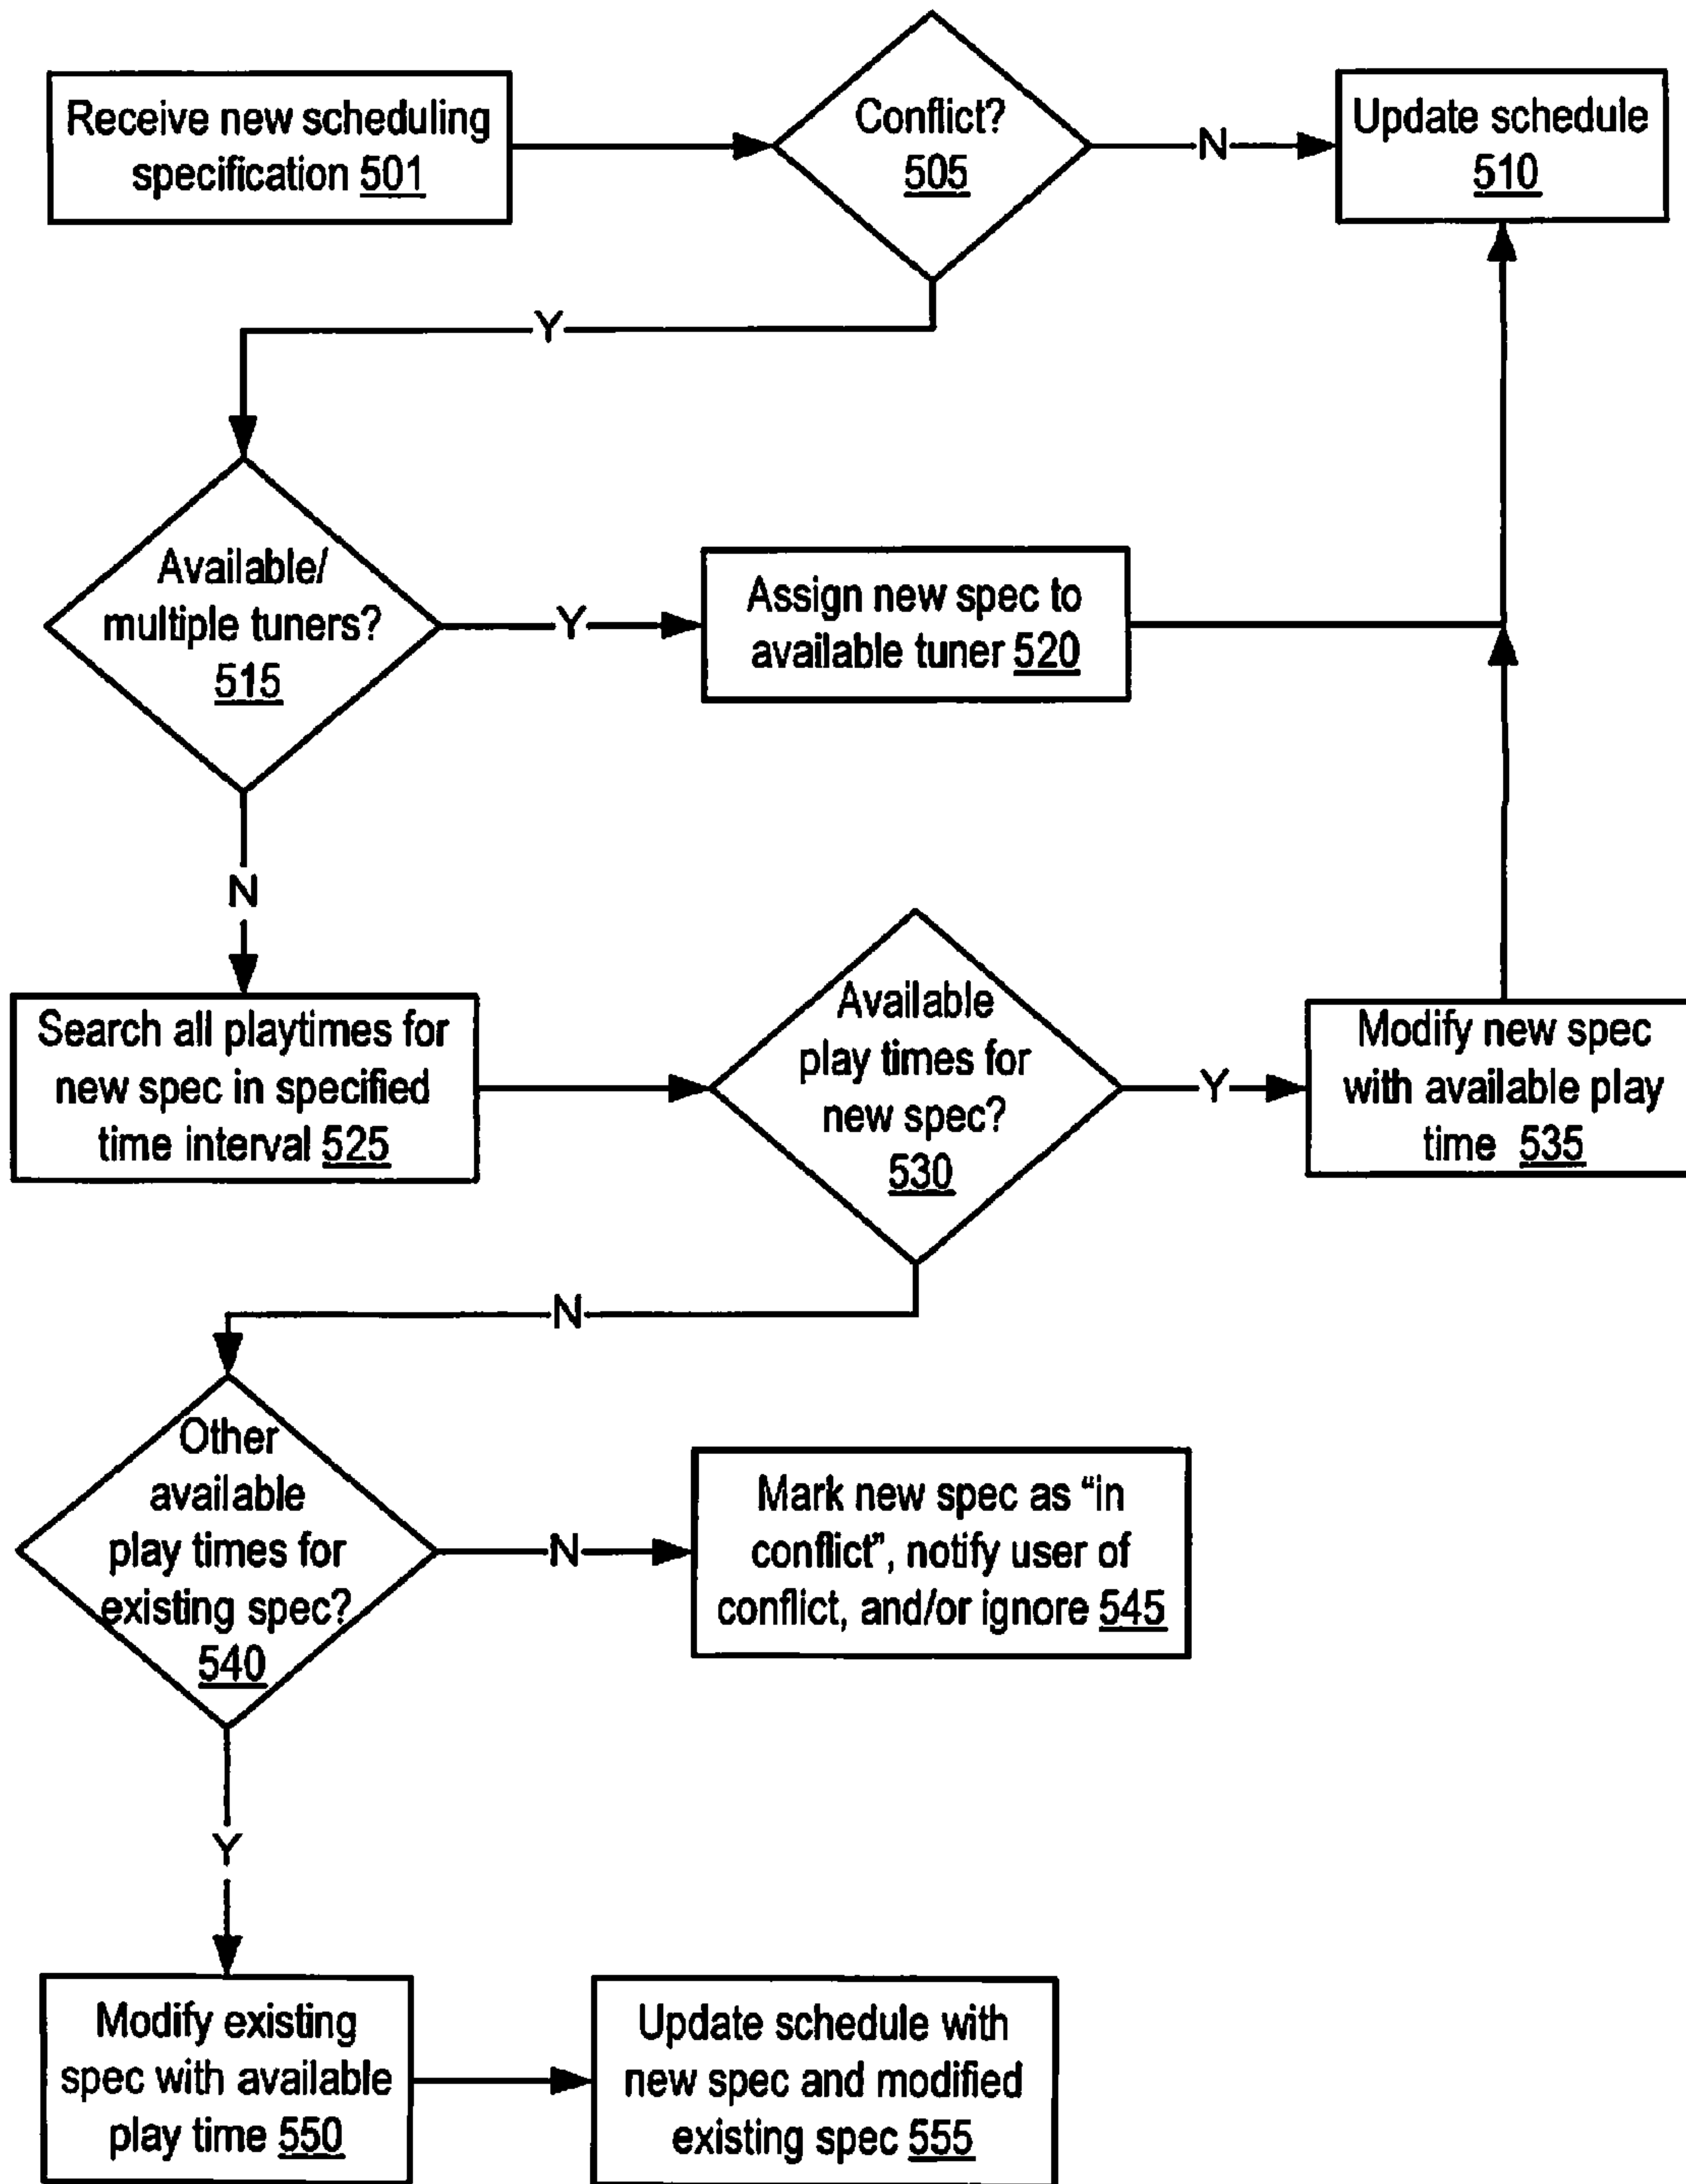 Receive new scheduling
specification 501
Conflict?
505
N
Update schedule
510
Y
Available/
multiple tuners?
515
Y
Assign new spec to
available tuner 520
N
Search all playtimes for
new spec in specified
time interval 525
Available
play times for
new spec?
530
Y
Modify new spec
with available play
time 535
N
Other
available
play times for
existing spec?
540
N
Mark new spec as “in
conflict”, notify user of
conflict, and/or ignore 545
Y
Modify existing
spec with available
play time 550
Update schedule with
new spec and modified
existing spec 555